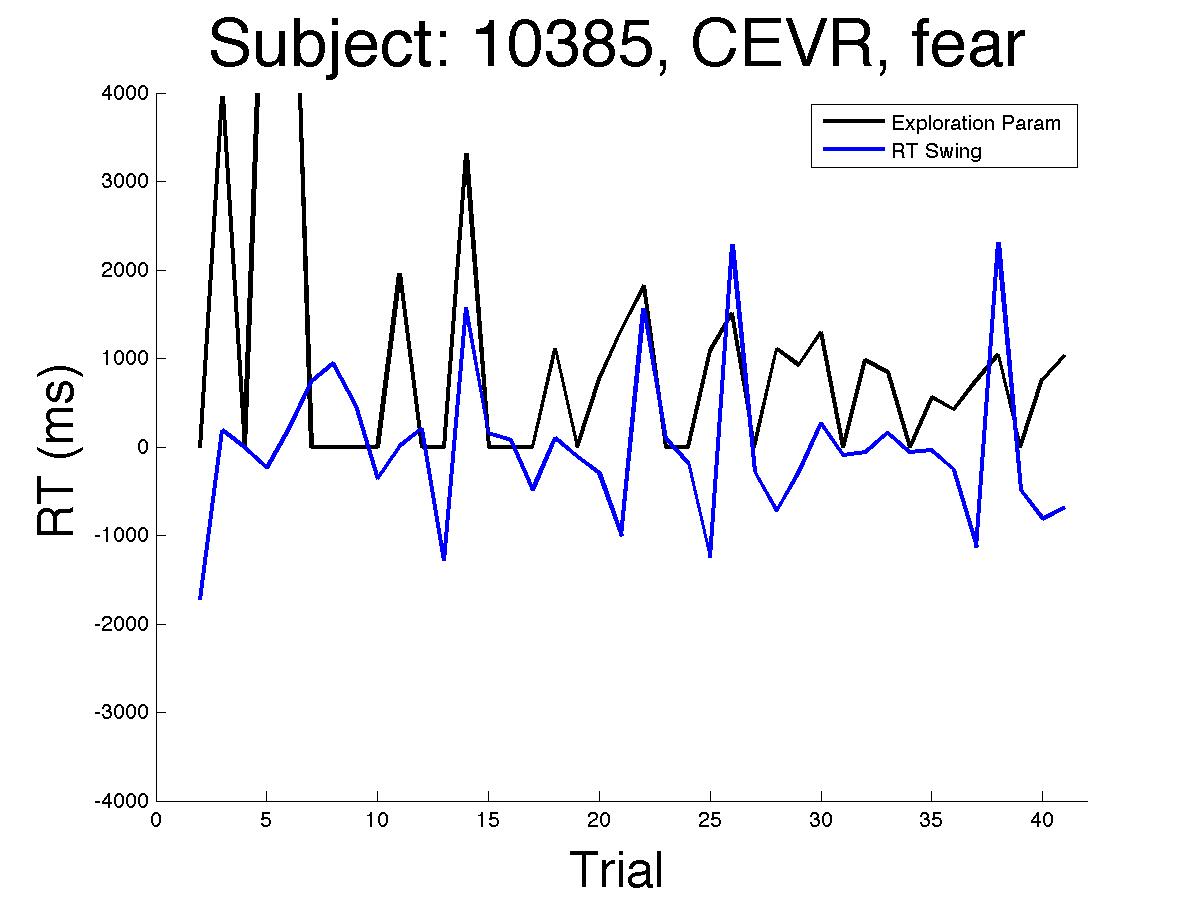 Subject: 10385, CEVR, fear
4000
3000
2000
1000
0
-1000
-2000
-3000
-4000
RT (ms)
Exploration Param
RT Swing
0 5 10 15 20 25 30 35 40
Trial